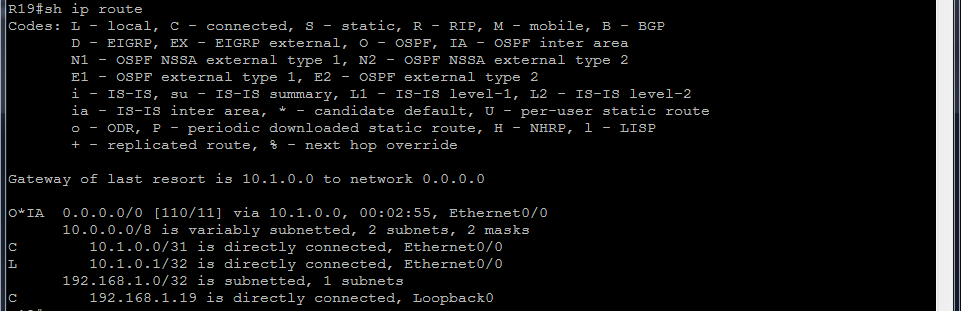 R19#sh ip route
Codes: L - local, C - connected, S - static, R - RIP, M - mobile, B - BGP
       D - EIGRP, EX - EIGRP external, O - OSPF, IA - OSPF inter area
       N1 - OSPF NSSA external type 1, N2 - OSPF NSSA external type 2
       E1 - OSPF external type 1, E2 - OSPF external type 2
       i - IS-IS, su - IS-IS summary, L1 - IS-IS level-1, L2 - IS-IS level-2
       ia - IS-IS inter area, * - candidate default, U - per-user static route
       o - ODR, P - periodic downloaded static route, H - NHRP, l - LISP
       + - replicated route, % - next hop override
Gateway of last resort is 10.1.0.0 to network 0.0.0.0
O*IA  0.0.0.0/0 [110/11] via 10.1.0.0, 00:02:55, Ethernet0/0
      10.0.0.0/8 is variably subnetted, 2 subnets, 2 masks
C        10.1.0.0/31 is directly connected, Ethernet0/0
L        10.1.0.1/32 is directly connected, Ethernet0/0
      192.168.1.0/32 is subnetted, 1 subnets
C        192.168.1.19 is directly connected, Loopback0